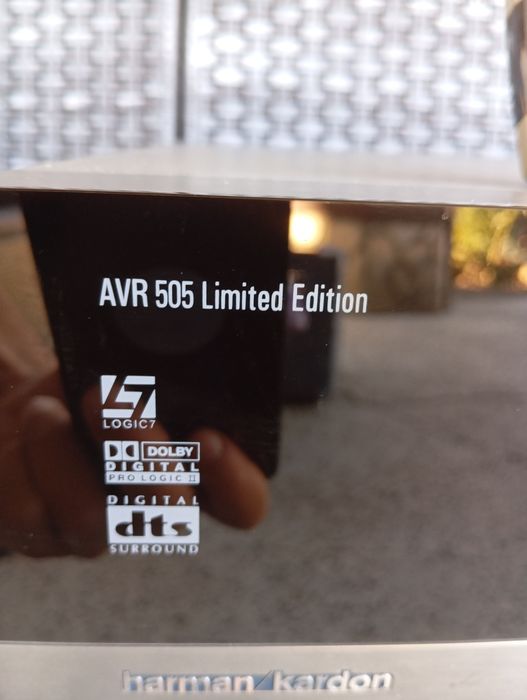 AVR 505 Limited Edition
LOGIC7
DOLBY
DIGITAL
PRO LOGIC II
DIGITAL
dts
SURROUND
harman/kardon